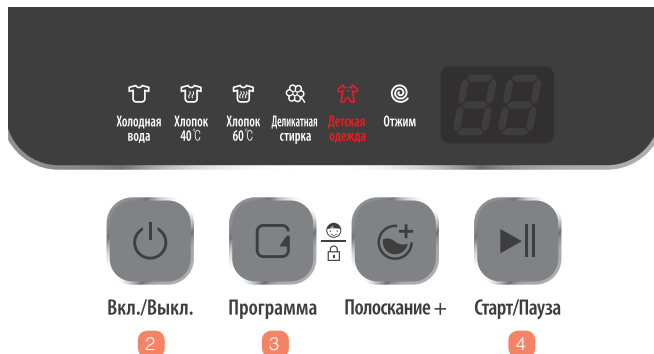 88
Холодная вода
Хлопок 40℃
Хлопок 60℃
Деликатная стирка
Детская одежда
Отжим
Вкл./Выкл.
Программа
Полоскание +
Старт/Пауза
2
3
4